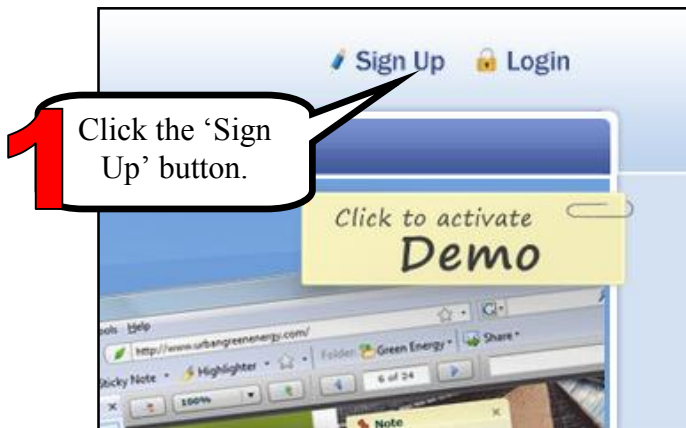 Sign Up Login
1
Click the ‘Sign
Up’ button.
Click to activate
Demo
ools Help
http://www.urbangreenenergy.com/
Sticky Note Highlighter Folder: Green Energy Share
100% 6 of 24
Note